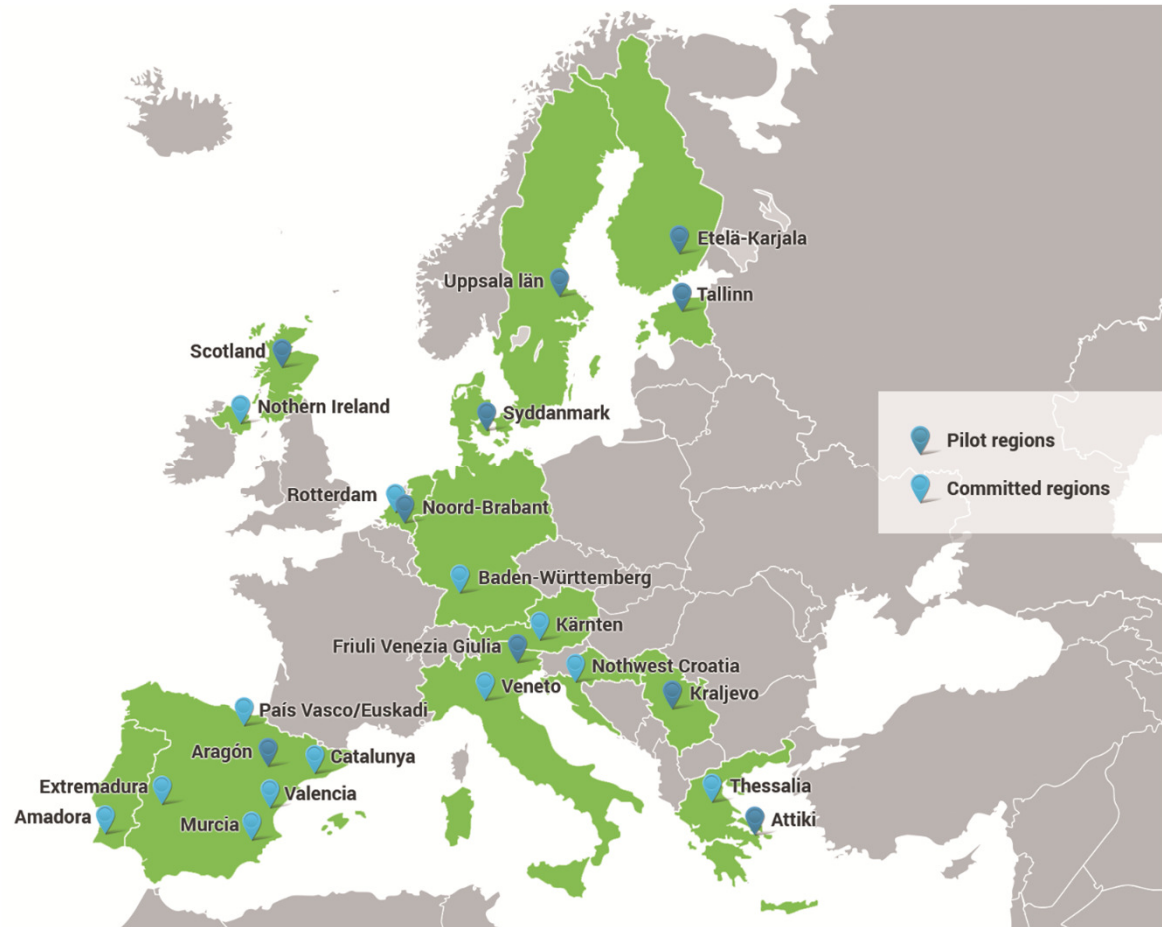 Etelä-Karjala
Uppsala län
Tallinn
Scotland
Nothern Ireland
Syddanmark
Pilot regions
Committed regions
Rotterdam
Noord-Brabant
Baden-Württemberg
Kärnten
Friuli Venezia Giulia
Nothwest Croatia
Veneto
Kraljevo
País Vasco/Euskadi
Aragón
Catalunya
Extremadura
Valencia
Thessalia
Amadora
Murcia
Attiki